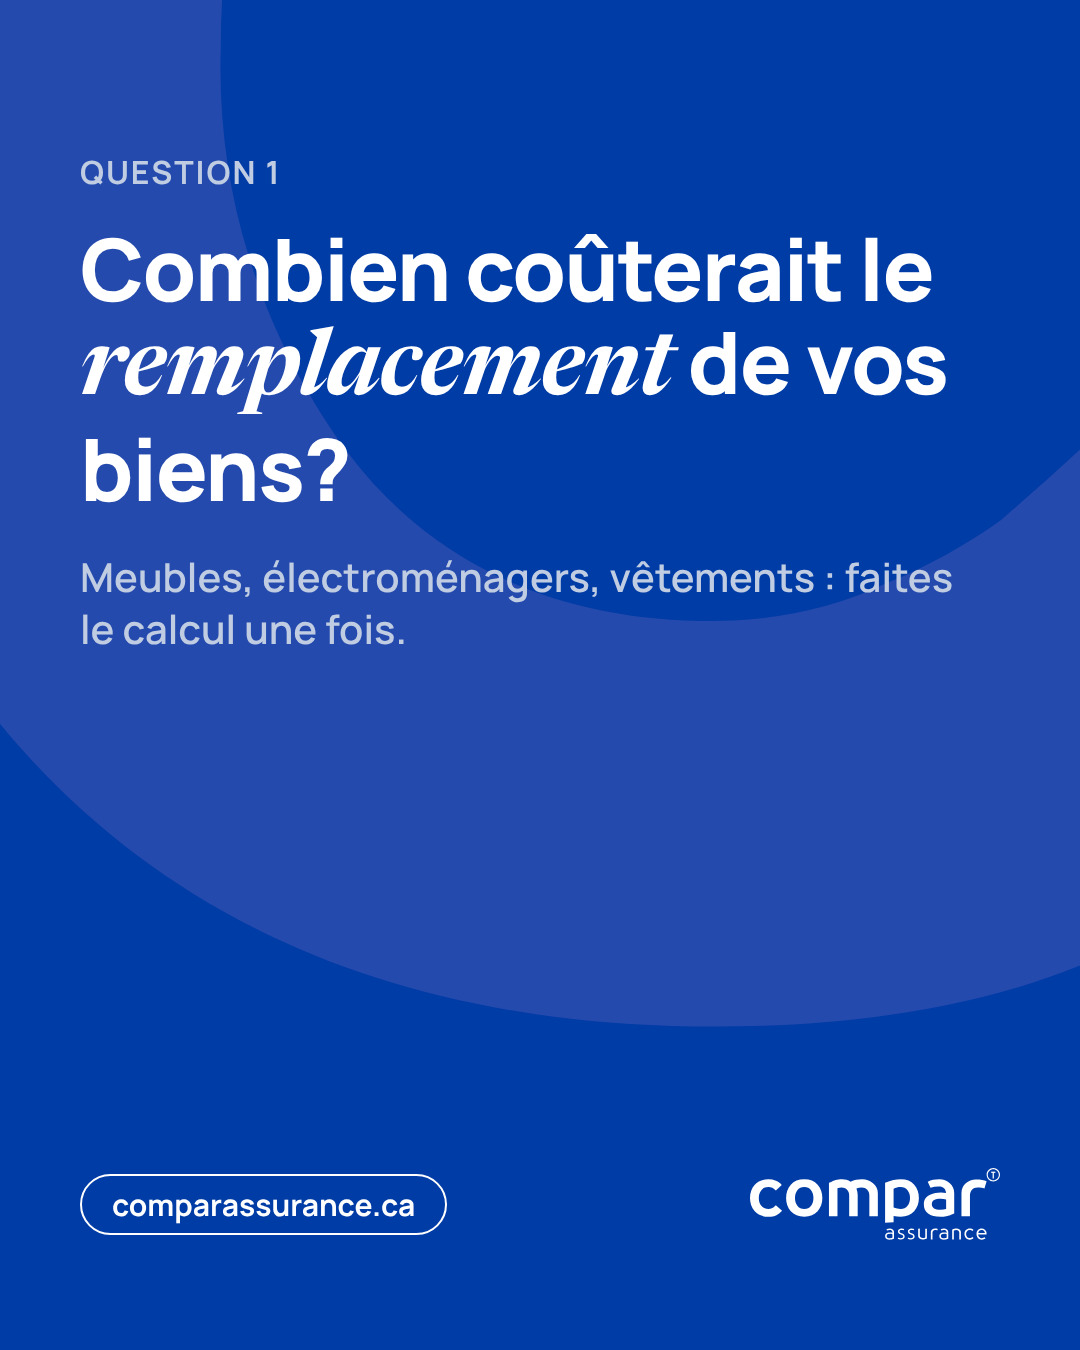 QUESTION 1
Combien coûterait le
remplacement de vos
biens?
Meubles, électroménagers, vêtements : faites
le calcul une fois.
comparassurance.ca
compar
assurance